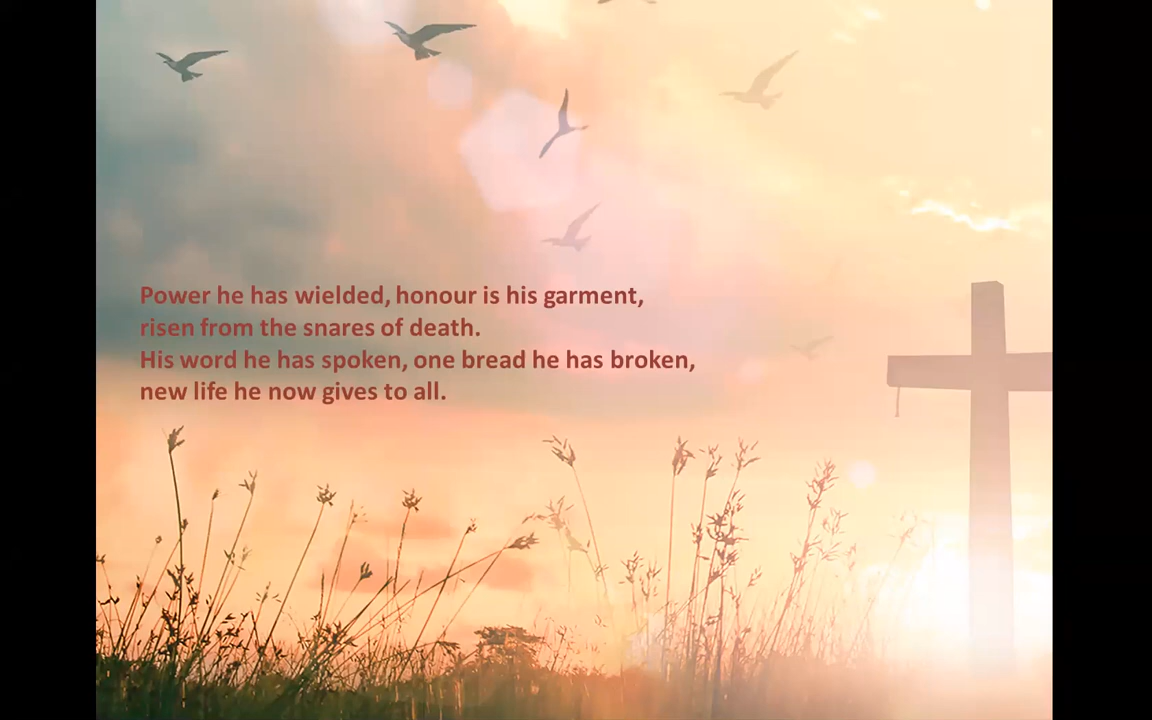 Power he has wielded, honour is his garment,
risen from the snares of death.
His word he has spoken, one bread he has broken,
new life he now gives to all.